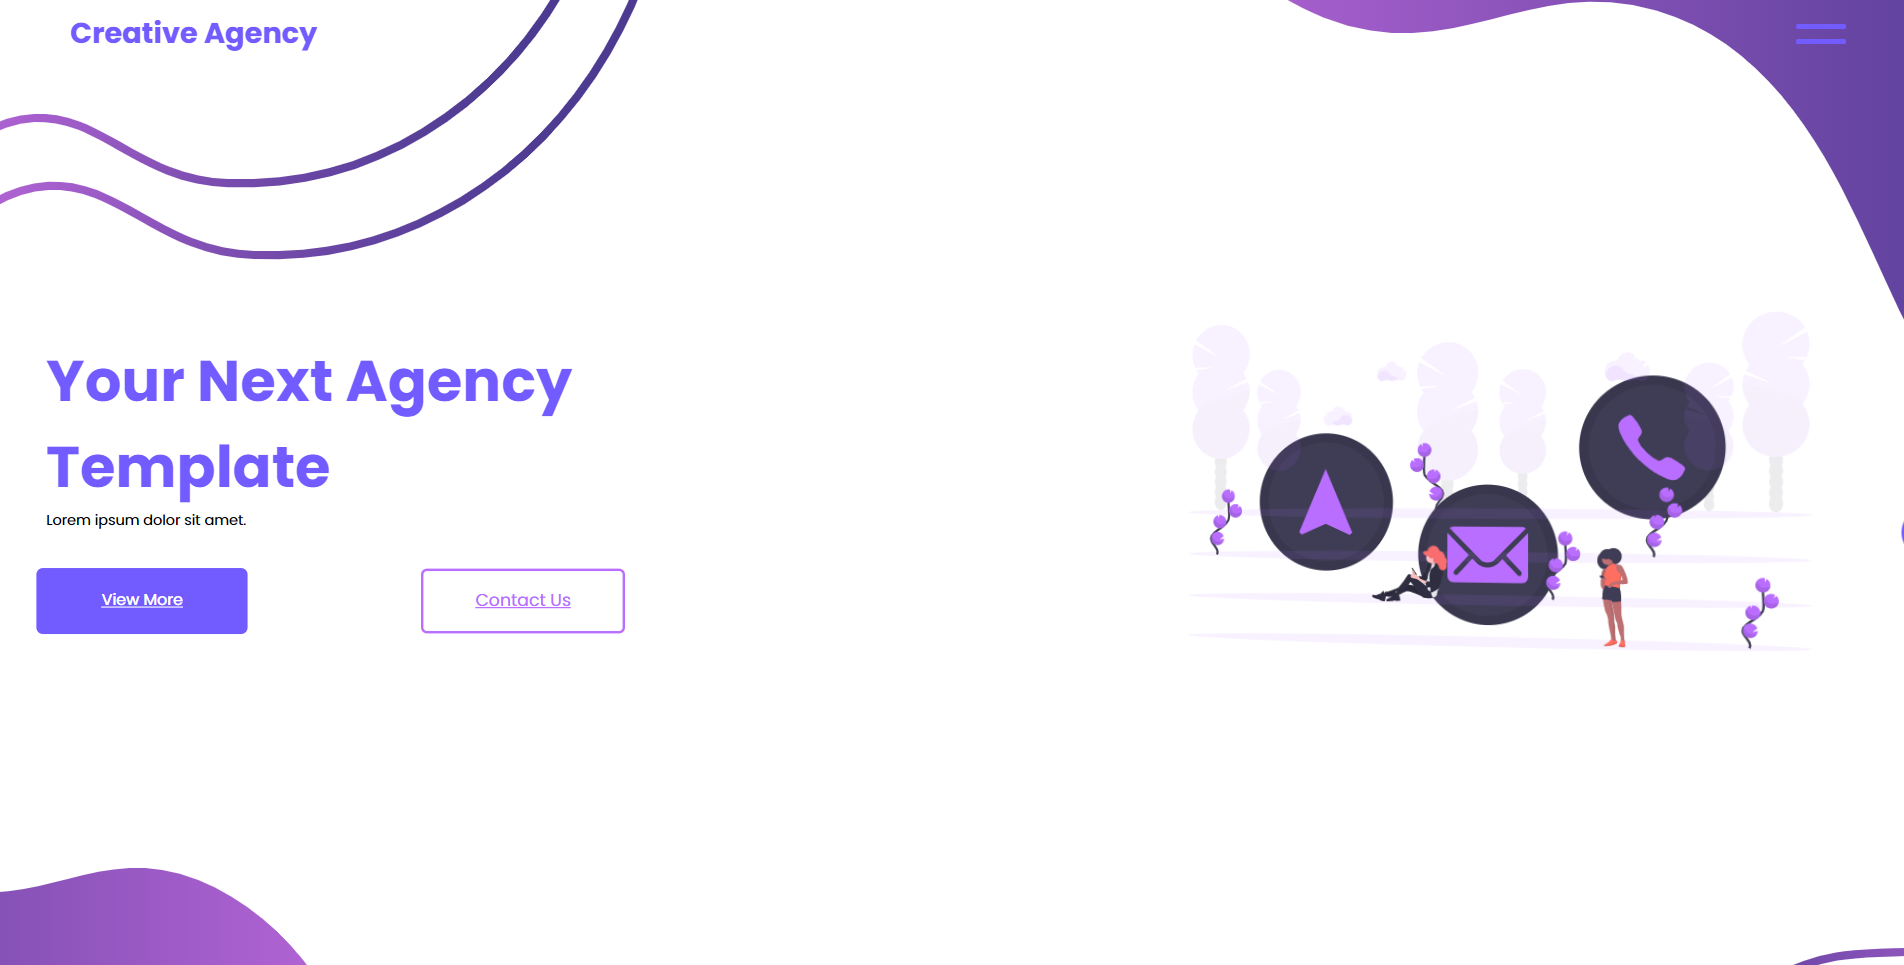 Creative Agency
Your Next Agency
Template
Lorem ipsum dolor sit amet.
View More
Contact Us